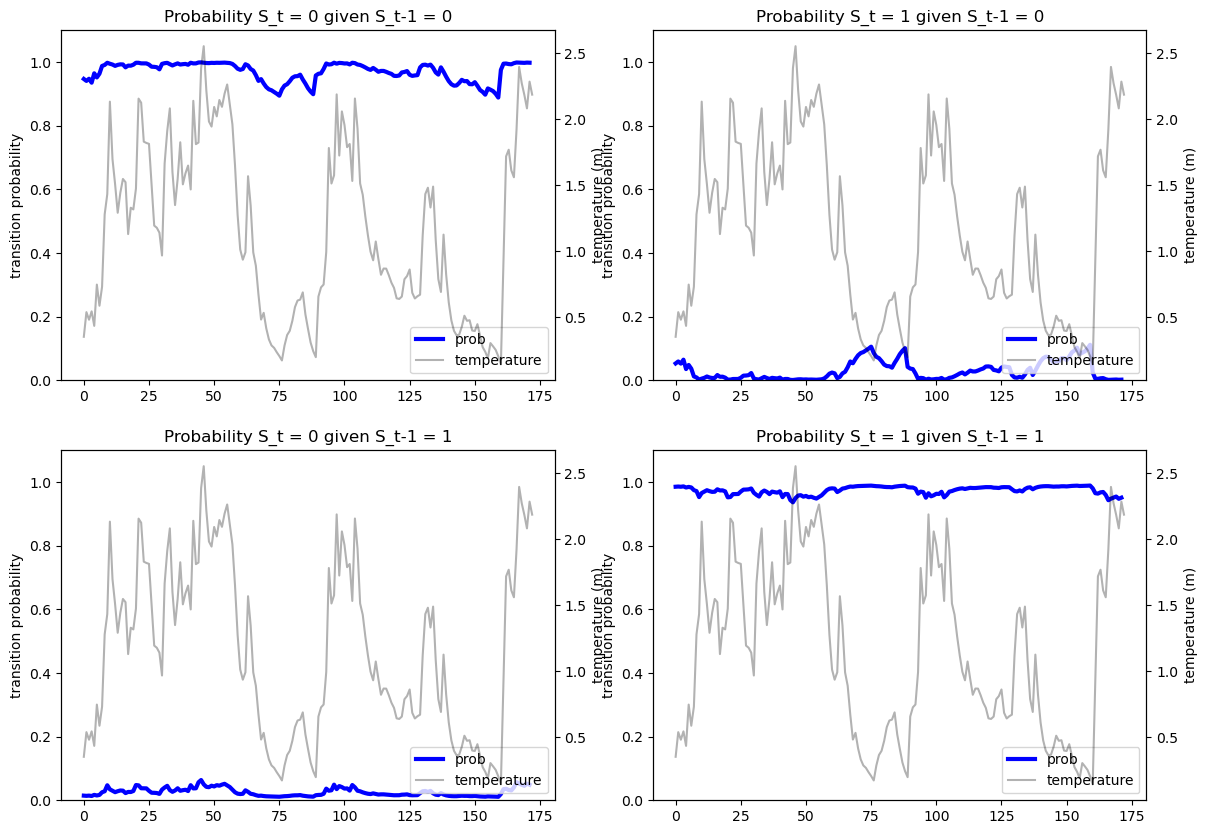 Probability S_t = 0 given S_t-1 = 0
transition probability
1.0
0.8
0.6
0.4
0.2
0.0
0 25 50 75 100 125 150 175
2.5
2.0
1.5
1.0
0.5
temperature (m)
prob
temperature
Probability S_t = 1 given S_t-1 = 0
transition probability
1.0
0.8
0.6
0.4
0.2
0.0
0 25 50 75 100 125 150 175
2.5
2.0
1.5
1.0
0.5
temperature (m)
prob
temperature
Probability S_t = 0 given S_t-1 = 1
transition probability
1.0
0.8
0.6
0.4
0.2
0.0
0 25 50 75 100 125 150 175
2.5
2.0
1.5
1.0
0.5
temperature (m)
prob
temperature
Probability S_t = 1 given S_t-1 = 1
transition probability
1.0
0.8
0.6
0.4
0.2
0.0
0 25 50 75 100 125 150 175
2.5
2.0
1.5
1.0
0.5
temperature (m)
prob
temperature